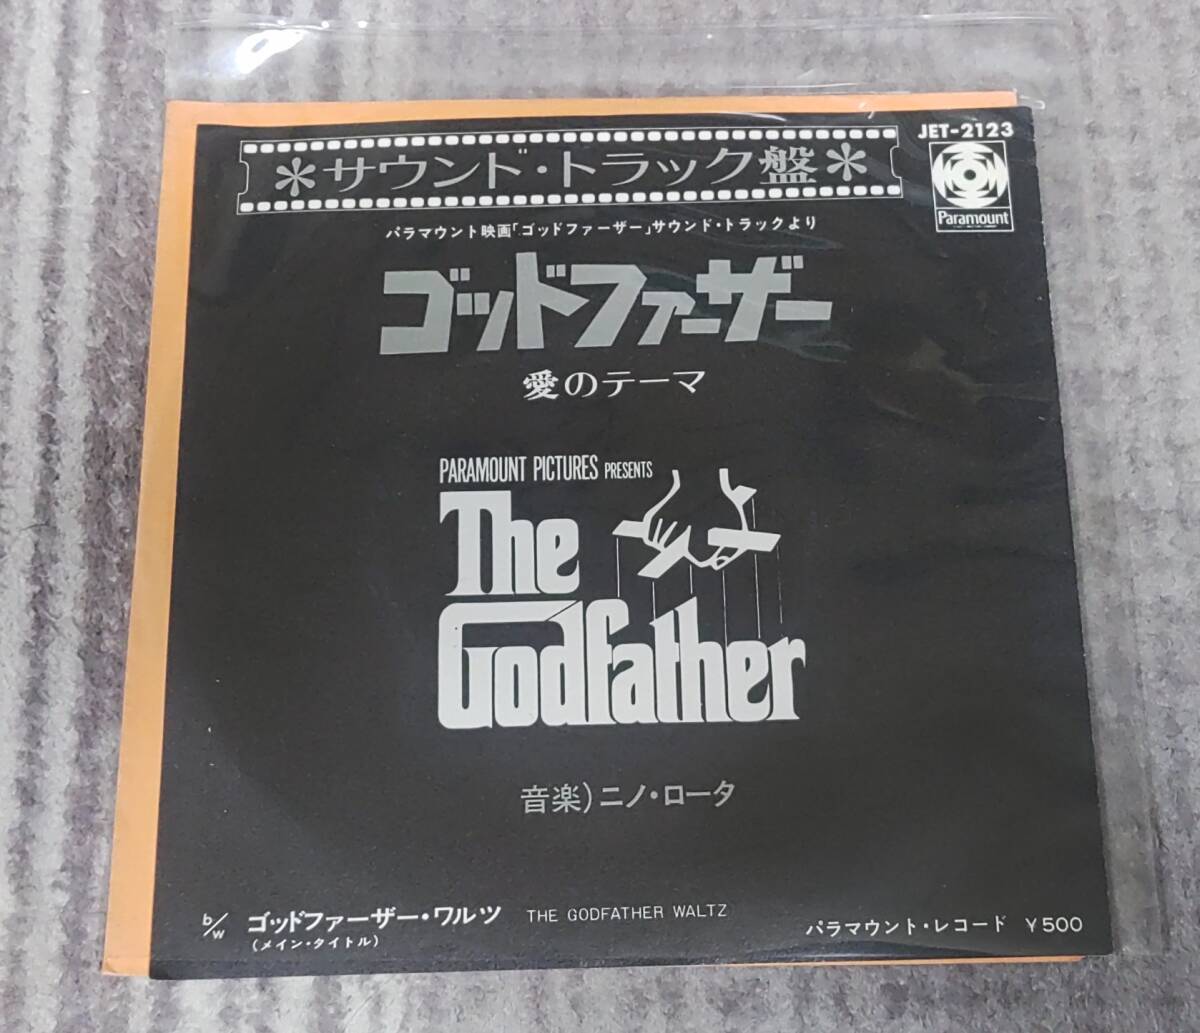 JET-2123
*サウンド・トラック盤*
Paramount
パラマウント映画「ゴッドファーザー」サウンド・トラックより
ゴッドファーザー
愛のテーマ
PARAMOUNT PICTURES PRESENTS
The
Godfather
音楽)ニノ・ロータ
b/w ゴッドファーザー・ワルツ THE GODFATHER WALTZ
(メイン・タイトル)
パラマウント・レコード ¥500